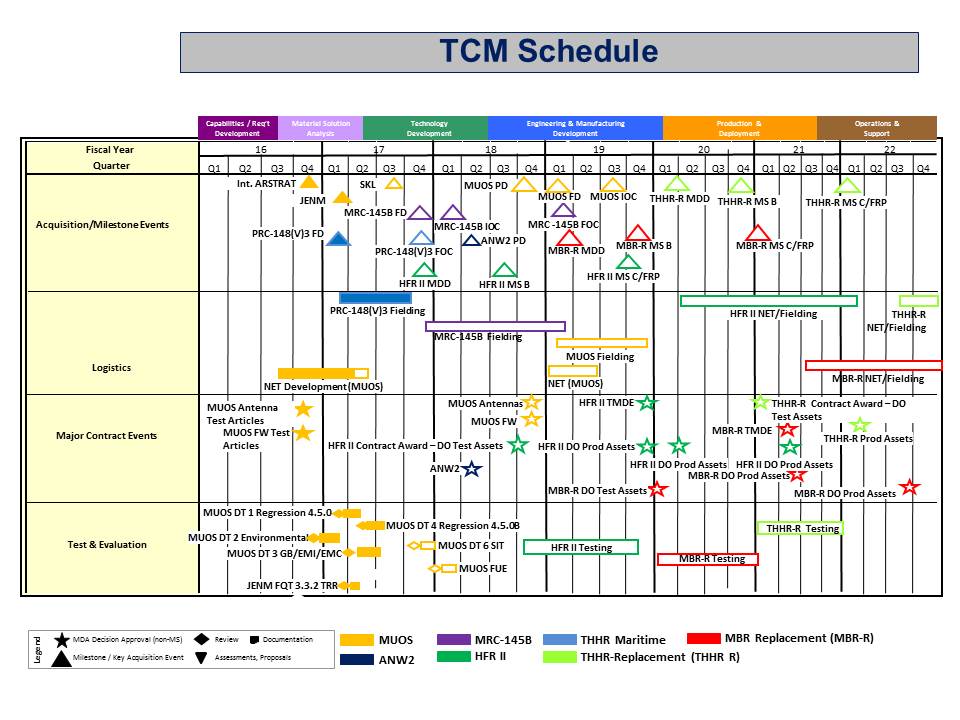 TCM Schedule
Capabilities / Req't Development
Materiel Solution Analysis
Technology Development
Engineering & Manufacturing Development
Production & Deployment
Operations & Support
Fiscal Year 16 17 18 19 20 21 22
Quarter Q1 Q2 Q3 Q4 Q1 Q2 Q3 Q4 Q1 Q2 Q3 Q4 Q1 Q2 Q3 Q4 Q1 Q2 Q3 Q4 Q1 Q2 Q3 Q4 Q1 Q2 Q3 Q4
Acquisition/Milestone Events
Int. ARSTRAT
SKL
MUOS PD
JENM
MUOS FD
MUOS IOC
THHR-R MDD
THHR-R MS B
THHR-R MS C/FRP
MRC-145B FD
MRC-145B IOC
MRC -145B FOC
PRC-148(V)3 FD
PRC-148(V)3 FOC
ANW2 PD
MBR-R MDD
MBR-R MS B
MBR-R MS C/FRP
HFR II MDD
HFR II MS B
HFR II MS C/FRP
Logistics
PRC-148(V)3 Fielding
HFR II NET/Fielding
THHR-R
NET/Fielding
MRC-145B Fielding
MUOS Fielding
NET Development (MUOS)
NET (MUOS)
MBR-R NET/Fielding
Major Contract Events
MUOS Antenna
Test Articles
MUOS FW Test
Articles
MUOS Antennas
MUOS FW
HFR II TMDE
THHR-R Contract Award – DO
Test Assets
MBR-R TMDE
THHR-R Prod Assets
HFR II Contract Award – DO Test Assets
HFR II DO Prod Assets
HFR II DO Prod Assets
HFR II DO Prod Assets
ANW2
MBR-R DO Prod Assets
MBR-R DO Test Assets
MBR-R DO Prod Assets
Test & Evaluation
MUOS DT 1 Regression 4.5.0
MUOS DT 4 Regression 4.5.0B
THHR-R Testing
MUOS DT 2 Environmental
MUOS DT 3 GB/EMI/EMC
MUOS DT 6 SIT
HFR II Testing
MBR-R Testing
MUOS FUE
JENM FQT 3.3.2 TRR
Legend
MDA Decision Approval (non-MS)
Review
Documentation
Milestone / Key Acquisition Event
Assessments, Proposals
MUOS
MRC-145B
THHR Maritime
MBR Replacement (MBR-R)
ANW2
HFR II
THHR-Replacement (THHR R)